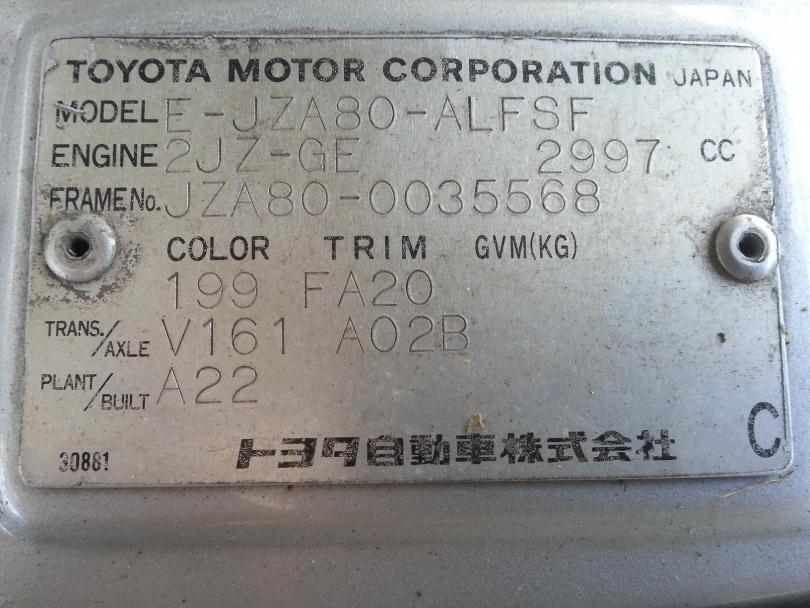 TOYOTA MOTOR CORPORATION JAPAN
MODEL E-JZA80-ALFSF
ENGINE 2JZ-GE 2997 CC
FRAME No. JZA80-0035568
COLOR TRIM GVM(KG)
199 FA20
TRANS./AXLE V161 A02B
PLANT/BUILT A22
30881 トヨタ自動車株式会社 C